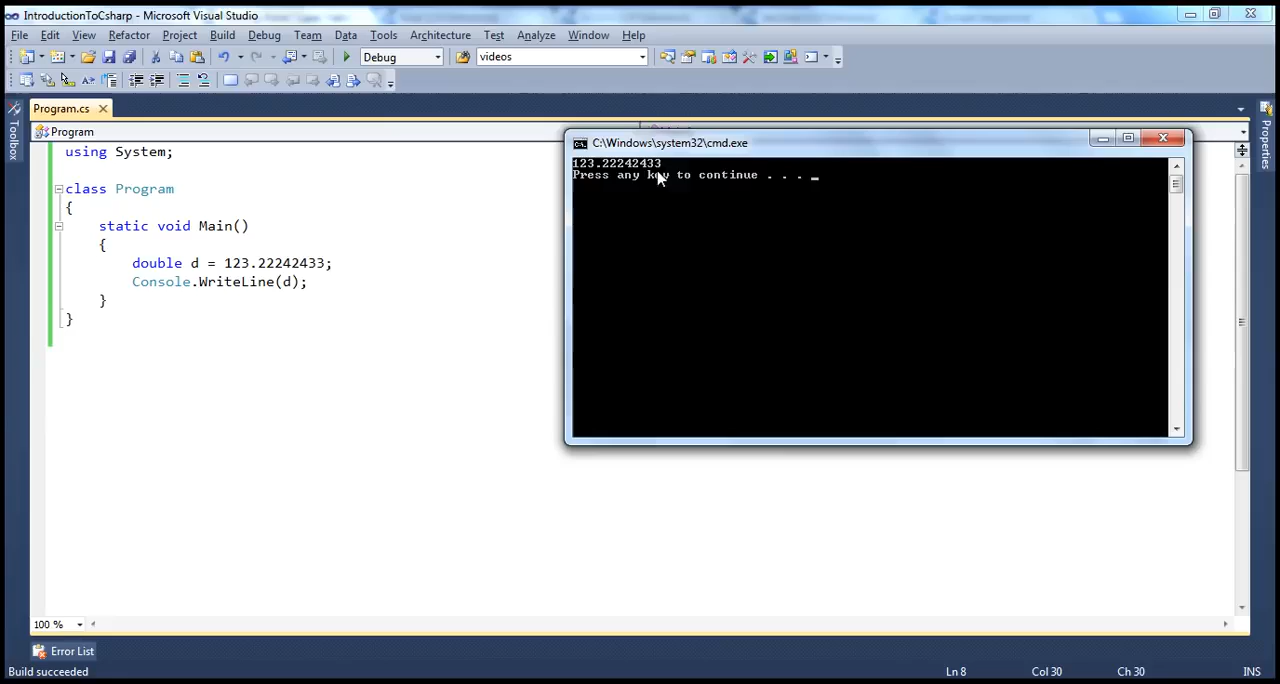 IntroductionToCsharp - Microsoft Visual Studio
File Edit View Refactor Project Build Debug Team Data Tools Architecture Test Analyze Window Help
Debug videos
Program.cs
Program
Toolbox
Properties
using System;
class Program
{
static void Main()
{
double d = 123.22242433;
Console.WriteLine(d);
}
}
C:\Windows\system32\cmd.exe
123.22242433
Press any key to continue . . . _
100 %
Error List
Build succeeded Ln 8 Col 30 Ch 30 INS